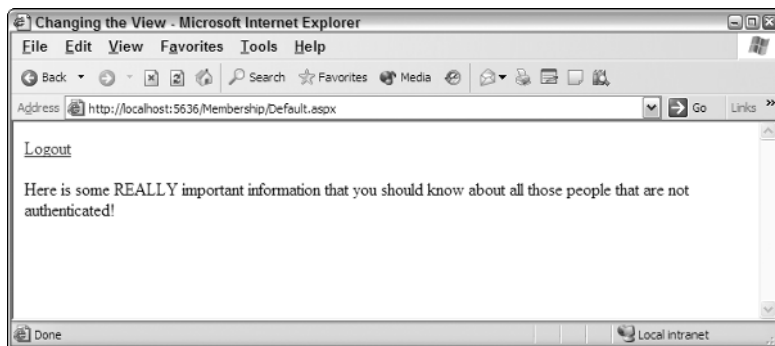 Changing the View - Microsoft Internet Explorer
File Edit View Favorites Tools Help
Back Search Favorites Media
Address http://localhost:5636/Membership/Default.aspx Go Links »
Logout
Here is some REALLY important information that you should know about all those people that are not
authenticated!
Done Local intranet